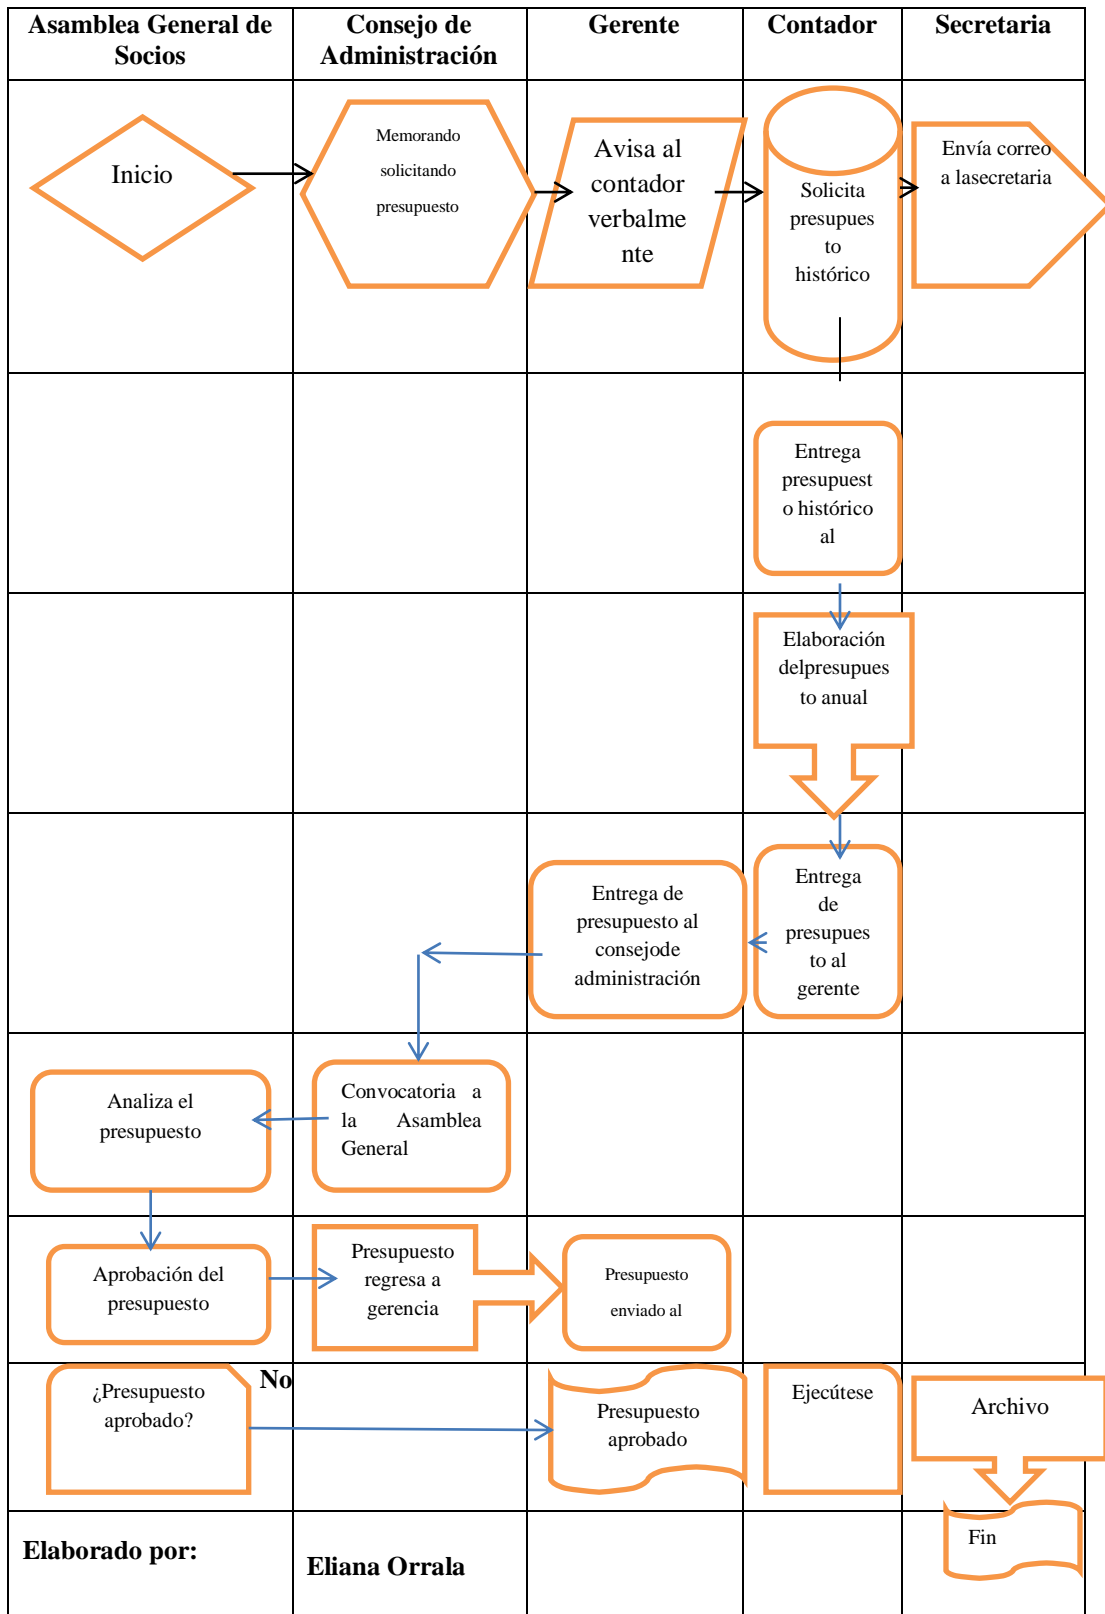 Asamblea General de
Socios
Consejo de
Administración
Gerente
Contador
Secretaria
Inicio
Memorando
solicitando
presupuesto
Avisa al
contador
verbalme
nte
Solicita
presupues
to
histórico
Envía correo
a lasecretaria
Entrega
presupuest
o histórico
al
Elaboración
delpresupues
to anual
Entrega de
presupuesto al
consejode
administración
Entrega
de
presupues
to al
gerente
Analiza el
presupuesto
Convocatoria a
la Asamblea
General
Aprobación del
presupuesto
Presupuesto
regresa a
gerencia
Presupuesto
enviado al
¿Presupuesto
aprobado?
No
Presupuesto
aprobado
Ejecútese
Archivo
Fin
Elaborado por:
Eliana Orrala